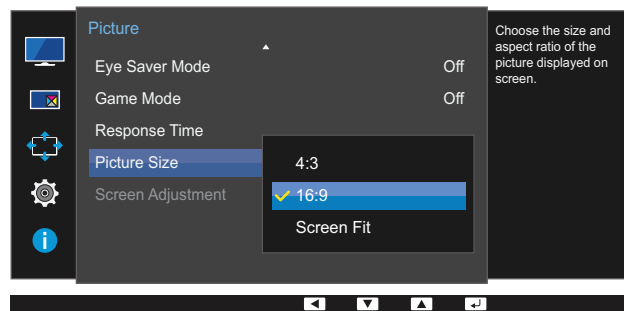 Picture
Eye Saver Mode Off
Game Mode Off
Response Time
Picture Size
Screen Adjustment
4:3
16:9
Screen Fit
Choose the size and
aspect ratio of the
picture displayed on
screen.